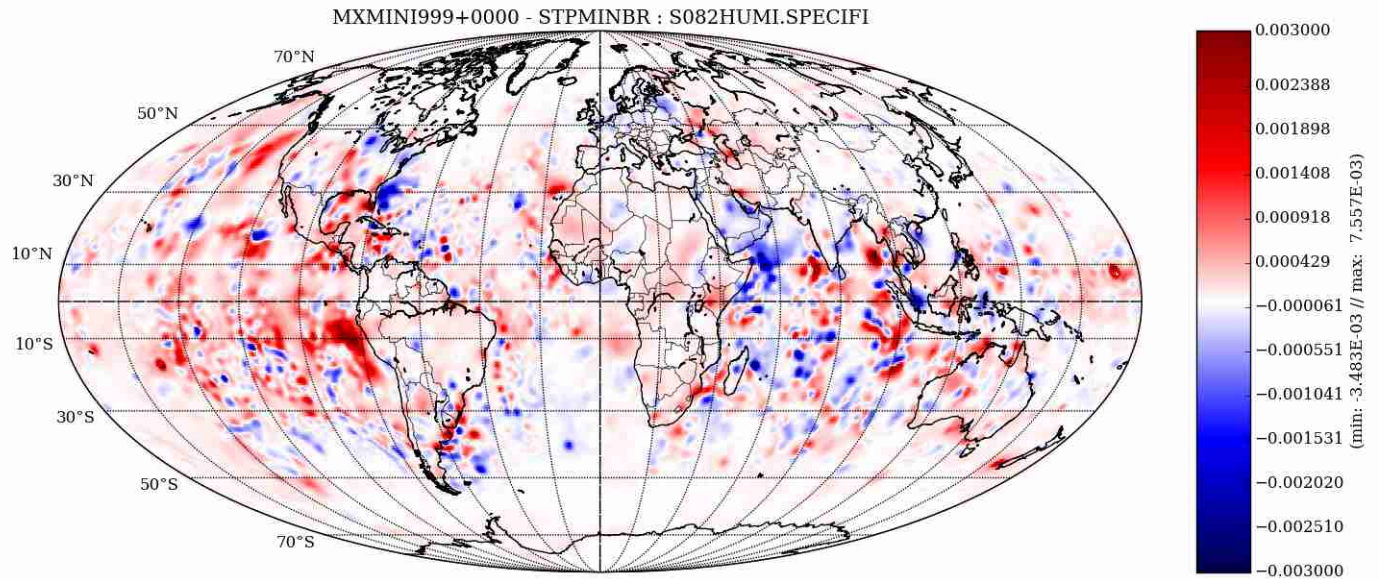 MXMINI999+0000 - STPMINBR : S082HUMI.SPECIFI
70°N
50°N
30°N
10°N
10°S
30°S
50°S
70°S
0.003000
0.002388
0.001898
0.001408
0.000918
0.000429
−0.000061
−0.000551
−0.001041
−0.001531
−0.002020
−0.002510
−0.003000
(min: -3.483E-03 // max: 7.557E-03)